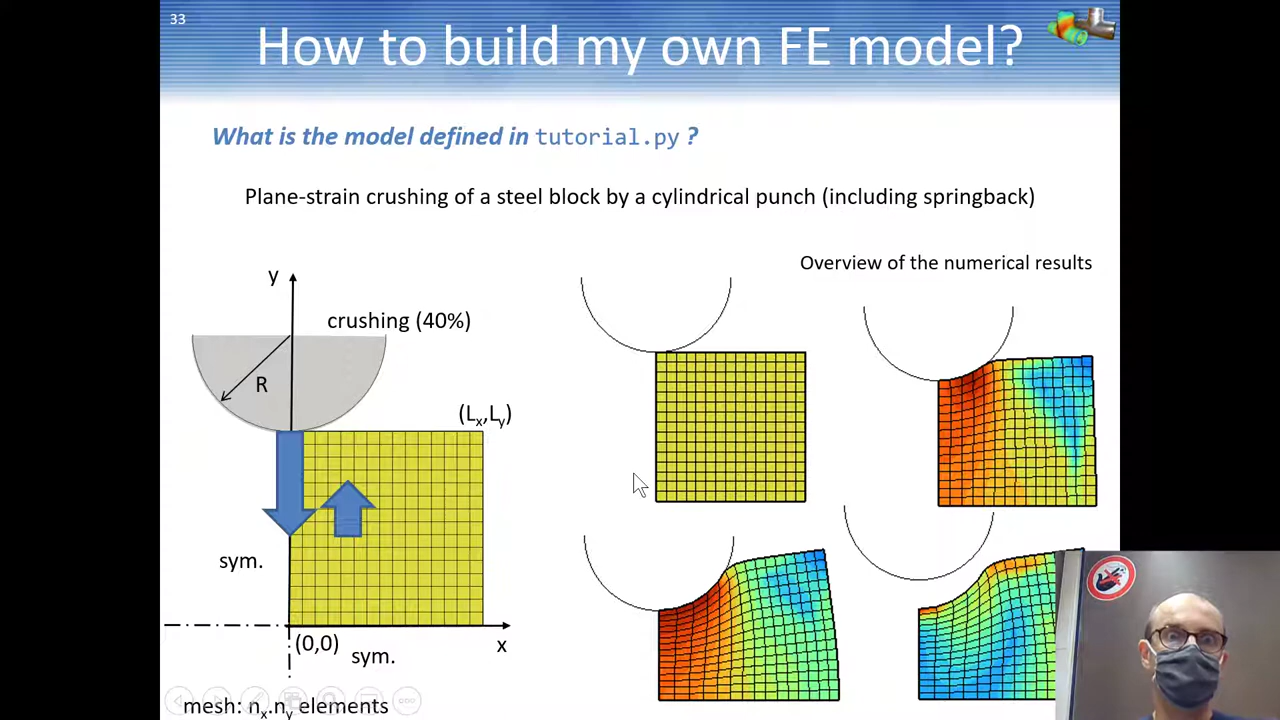 33
How to build my own FE model?
What is the model defined in tutorial.py ?
Plane-strain crushing of a steel block by a cylindrical punch (including springback)
Overview of the numerical results
y
crushing (40%)
R
(Lx,Ly)
sym.
(0,0)
x
sym.
mesh: nx.ny elements